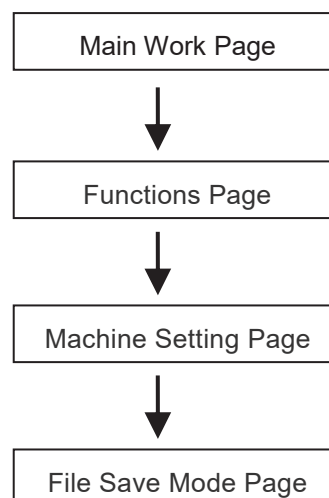 Main Work Page
Functions Page
Machine Setting Page
File Save Mode Page